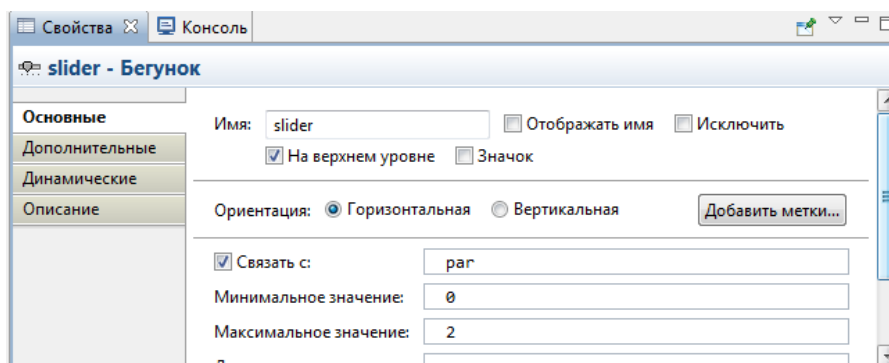 Свойства Консоль
slider - Бегунок
Основные
Дополнительные
Динамические
Описание
Имя: slider Отображать имя Исключить
На верхнем уровне Значок
Ориентация: Горизонтальная Вертикальная Добавить метки...
Связать с: par
Минимальное значение: 0
Максимальное значение: 2